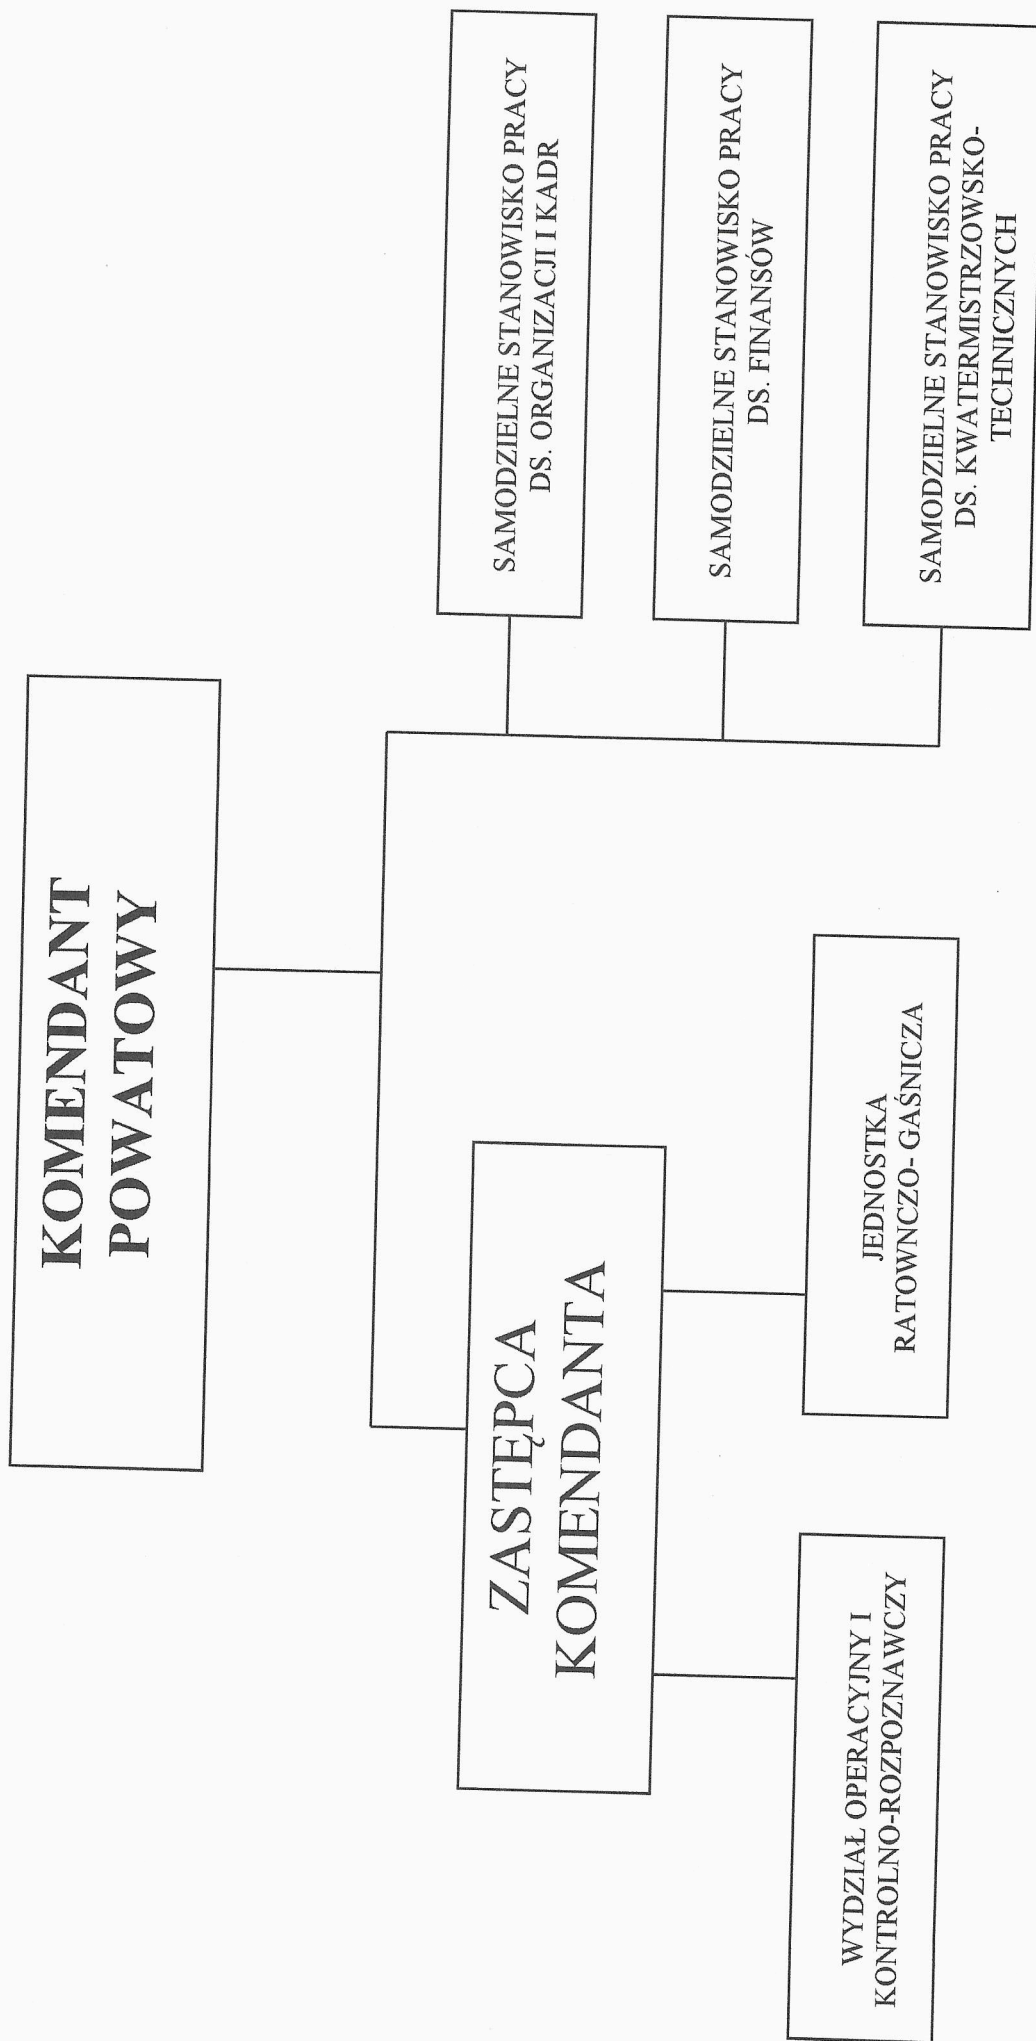 KOMENDANT
POWATOWY
ZASTĘPCA
KOMENDANTA
WYDZIAŁ OPERACYJNY I
KONTROLNO-ROZPOZNAWCZY
JEDNOSTKA
RATOWNCZO- GAŚNICZA
SAMODZIELNE STANOWISKO PRACY
DS. ORGANIZACJI I KADR
SAMODZIELNE STANOWISKO PRACY
DS. FINANSÓW
SAMODZIELNE STANOWISKO PRACY
DS. KWATERMISTRZOWSKO-
TECHNICZNYCH